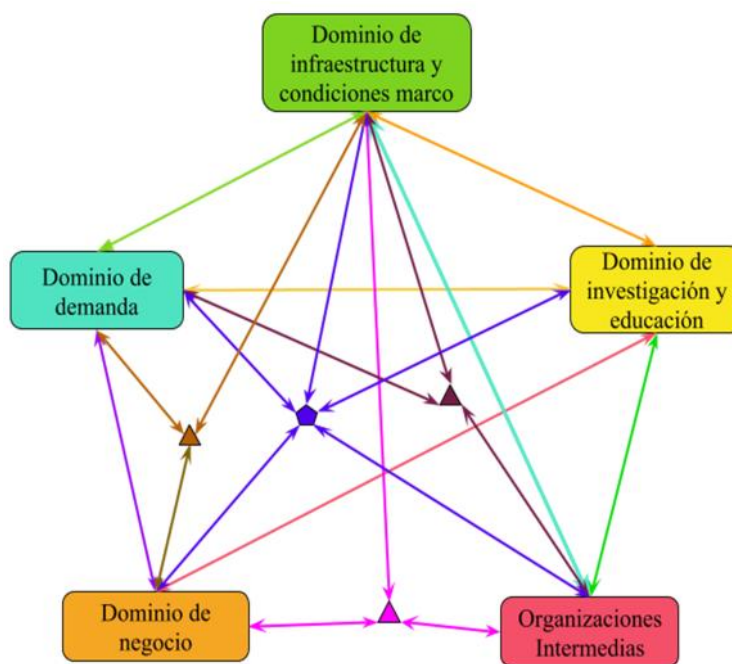 Dominio de
infraestructura y
condiciones marco
Dominio de
demanda
Dominio de
investigación y
educación
Dominio de
negocio
Organizaciones
Intermedias